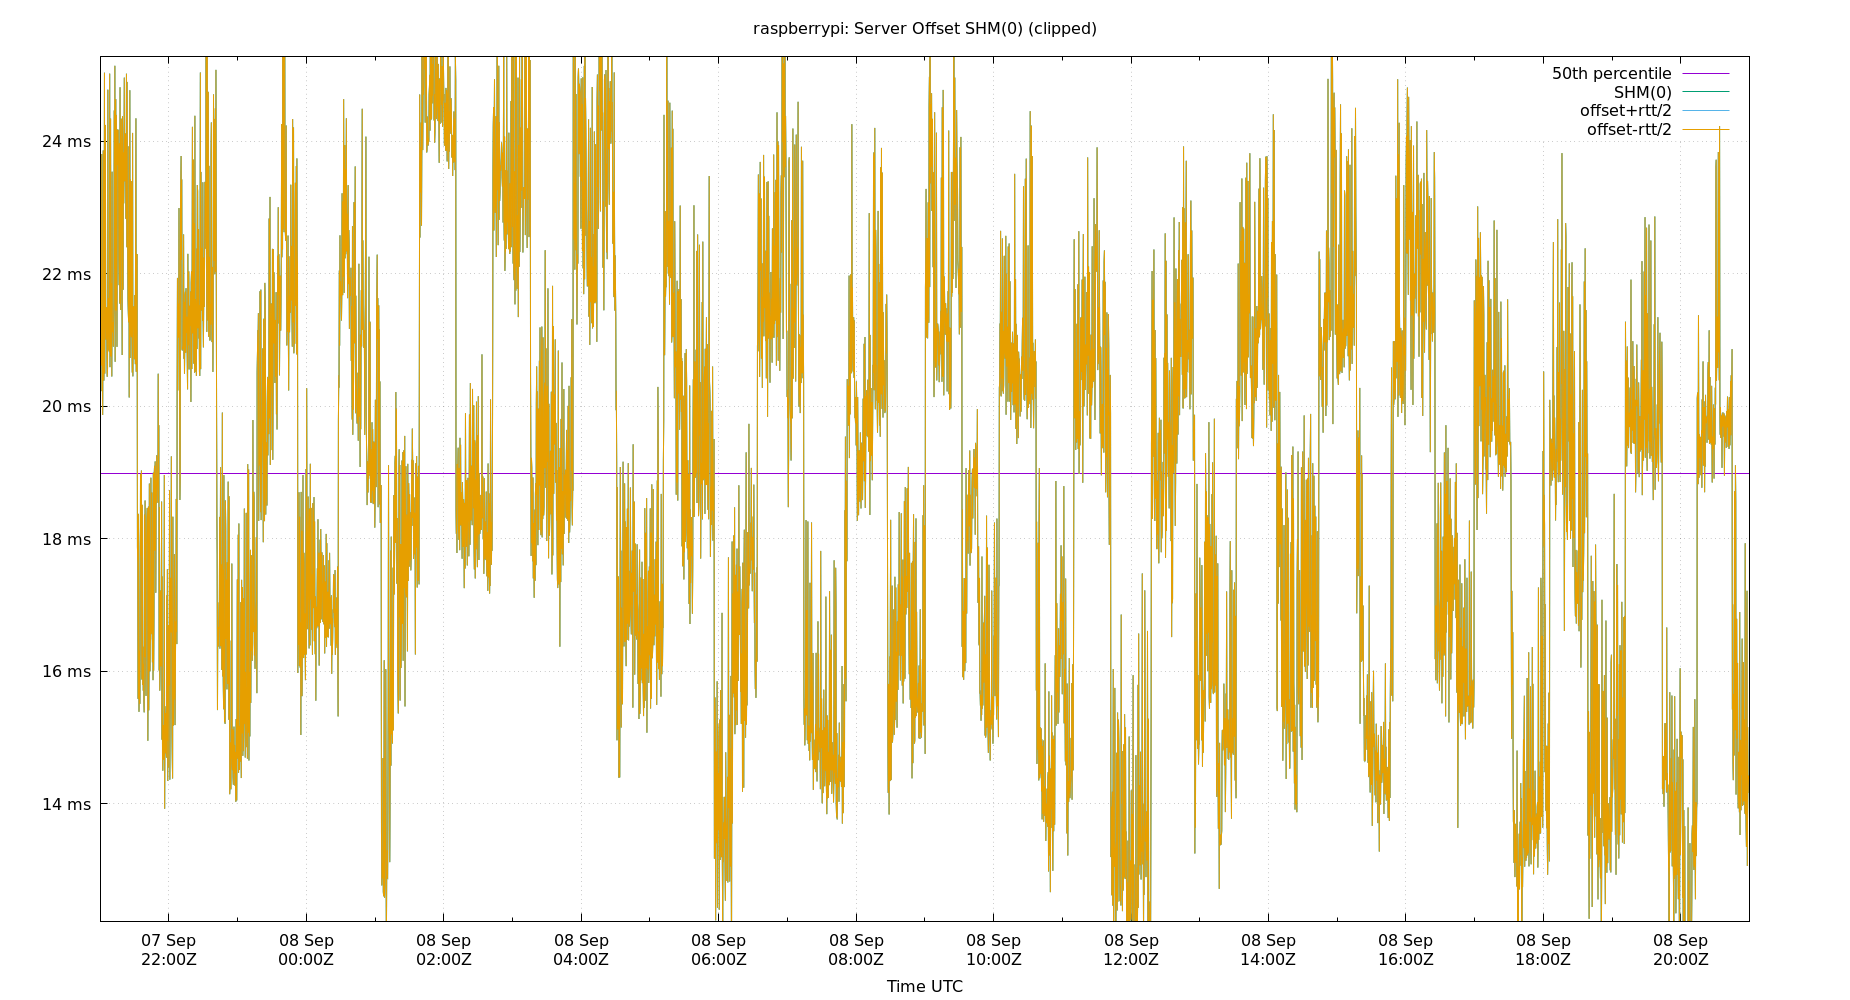 raspberrypi: Server Offset SHM(0) (clipped)
50th percentile
SHM(0)
offset+rtt/2
offset-rtt/2
24 ms
22 ms
20 ms
18 ms
16 ms
14 ms
07 Sep 08 Sep 08 Sep 08 Sep 08 Sep 08 Sep 08 Sep 08 Sep 08 Sep 08 Sep 08 Sep 08 Sep
22:00Z 00:00Z 02:00Z 04:00Z 06:00Z 08:00Z 10:00Z 12:00Z 14:00Z 16:00Z 18:00Z 20:00Z
Time UTC